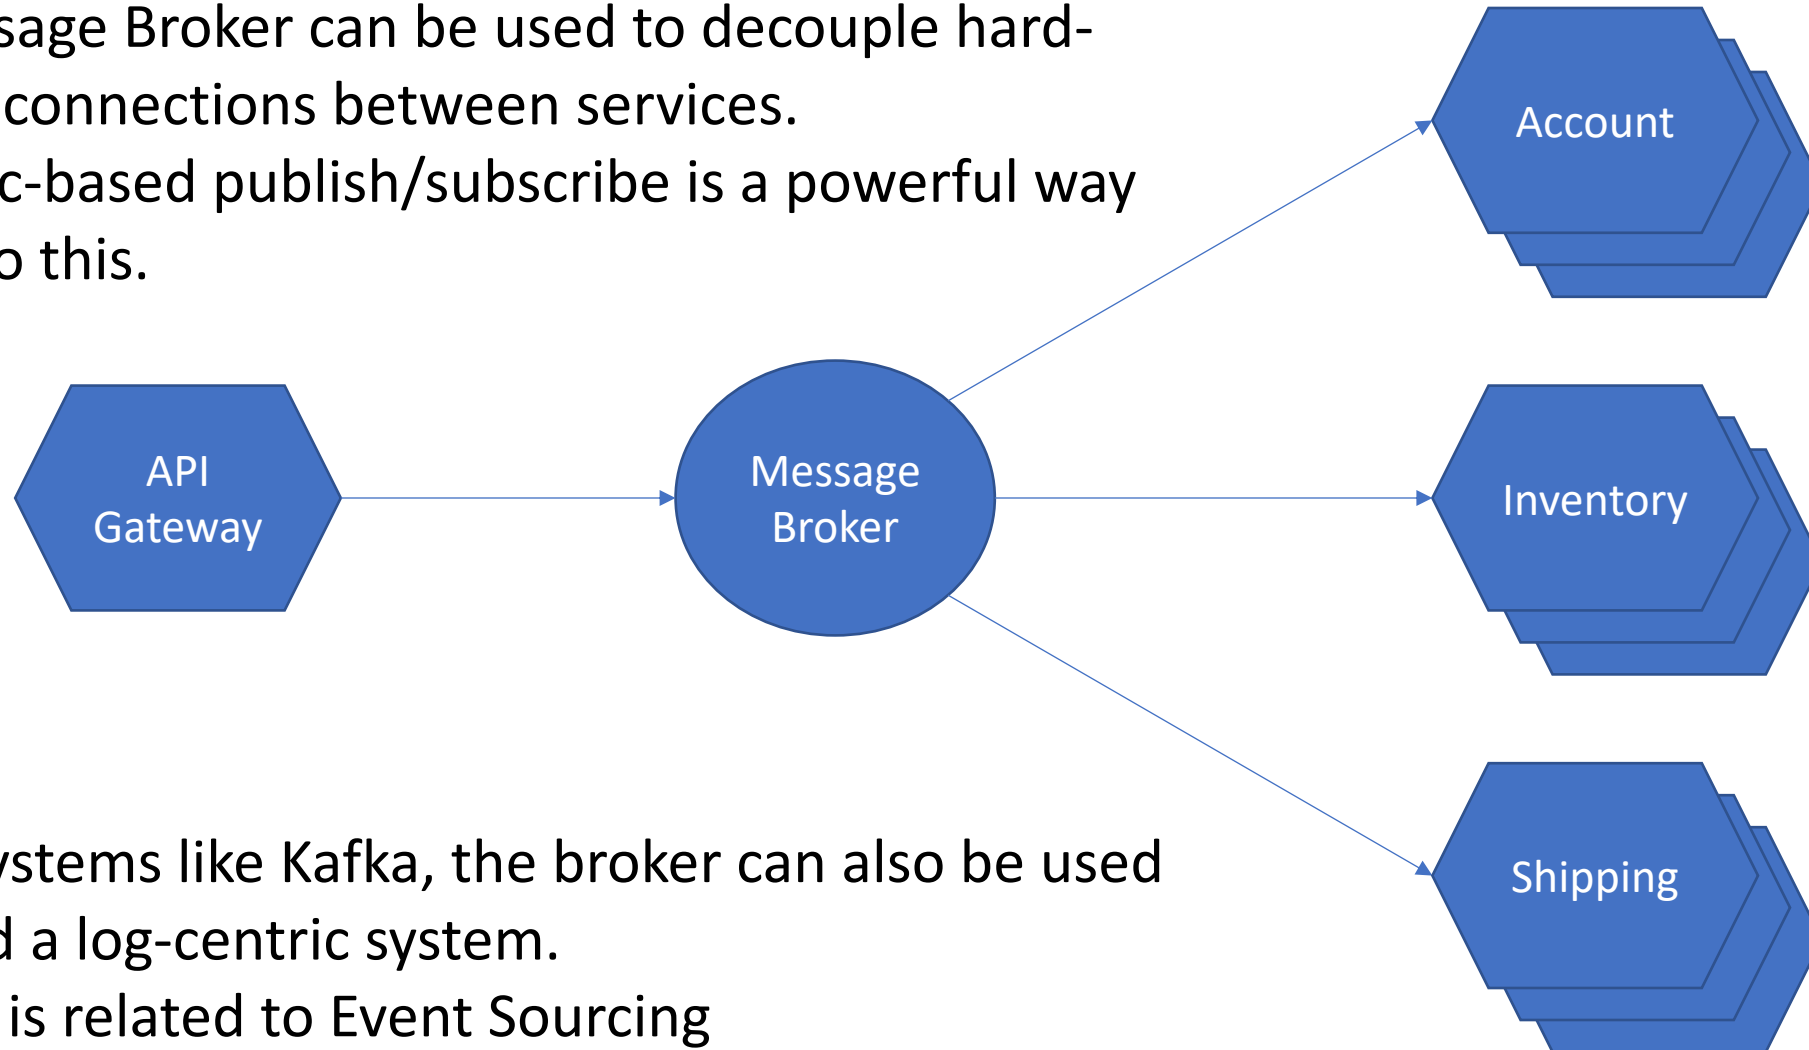 sage Broker can be used to decouple hard-
connections between services.
c-based publish/subscribe is a powerful way
o this.
Account
API
Gateway
Message
Broker
Inventory
Shipping
ystems like Kafka, the broker can also be used
d a log-centric system.
is related to Event Sourcing